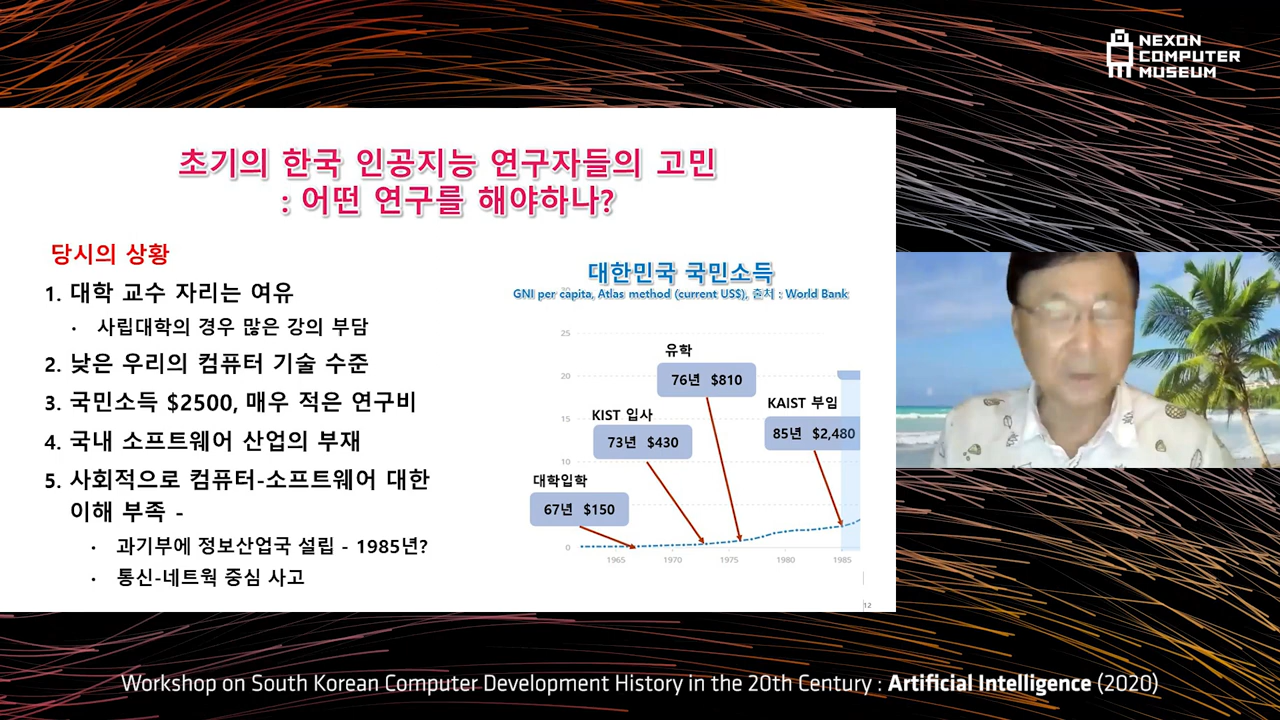 NEXON
COMPUTER
MUSEUM
초기의 한국 인공지능 연구자들의 고민
: 어떤 연구를 해야하나?
당시의 상황
1. 대학 교수 자리는 여유
• 사립대학의 경우 많은 강의 부담
2. 낮은 우리의 컴퓨터 기술 수준
3. 국민소득 $2500, 매우 적은 연구비
4. 국내 소프트웨어 산업의 부재
5. 사회적으로 컴퓨터-소프트웨어 대한
이해 부족 -
• 과기부에 정보산업국 설립 - 1985년?
• 통신-네트웍 중심 사고
대한민국 국민소득
GNI per capita, Atlas method (current US$), 출처 : World Bank
25
20
15
10
0
유학
76년 $810
KIST 입사
73년 $430
KAIST 부임
85년 $2,480
대학입학
67년 $150
1965 1970 1975 1980 1985
12
Workshop on South Korean Computer Development History in the 20th Century : Artificial Intelligence (2020)